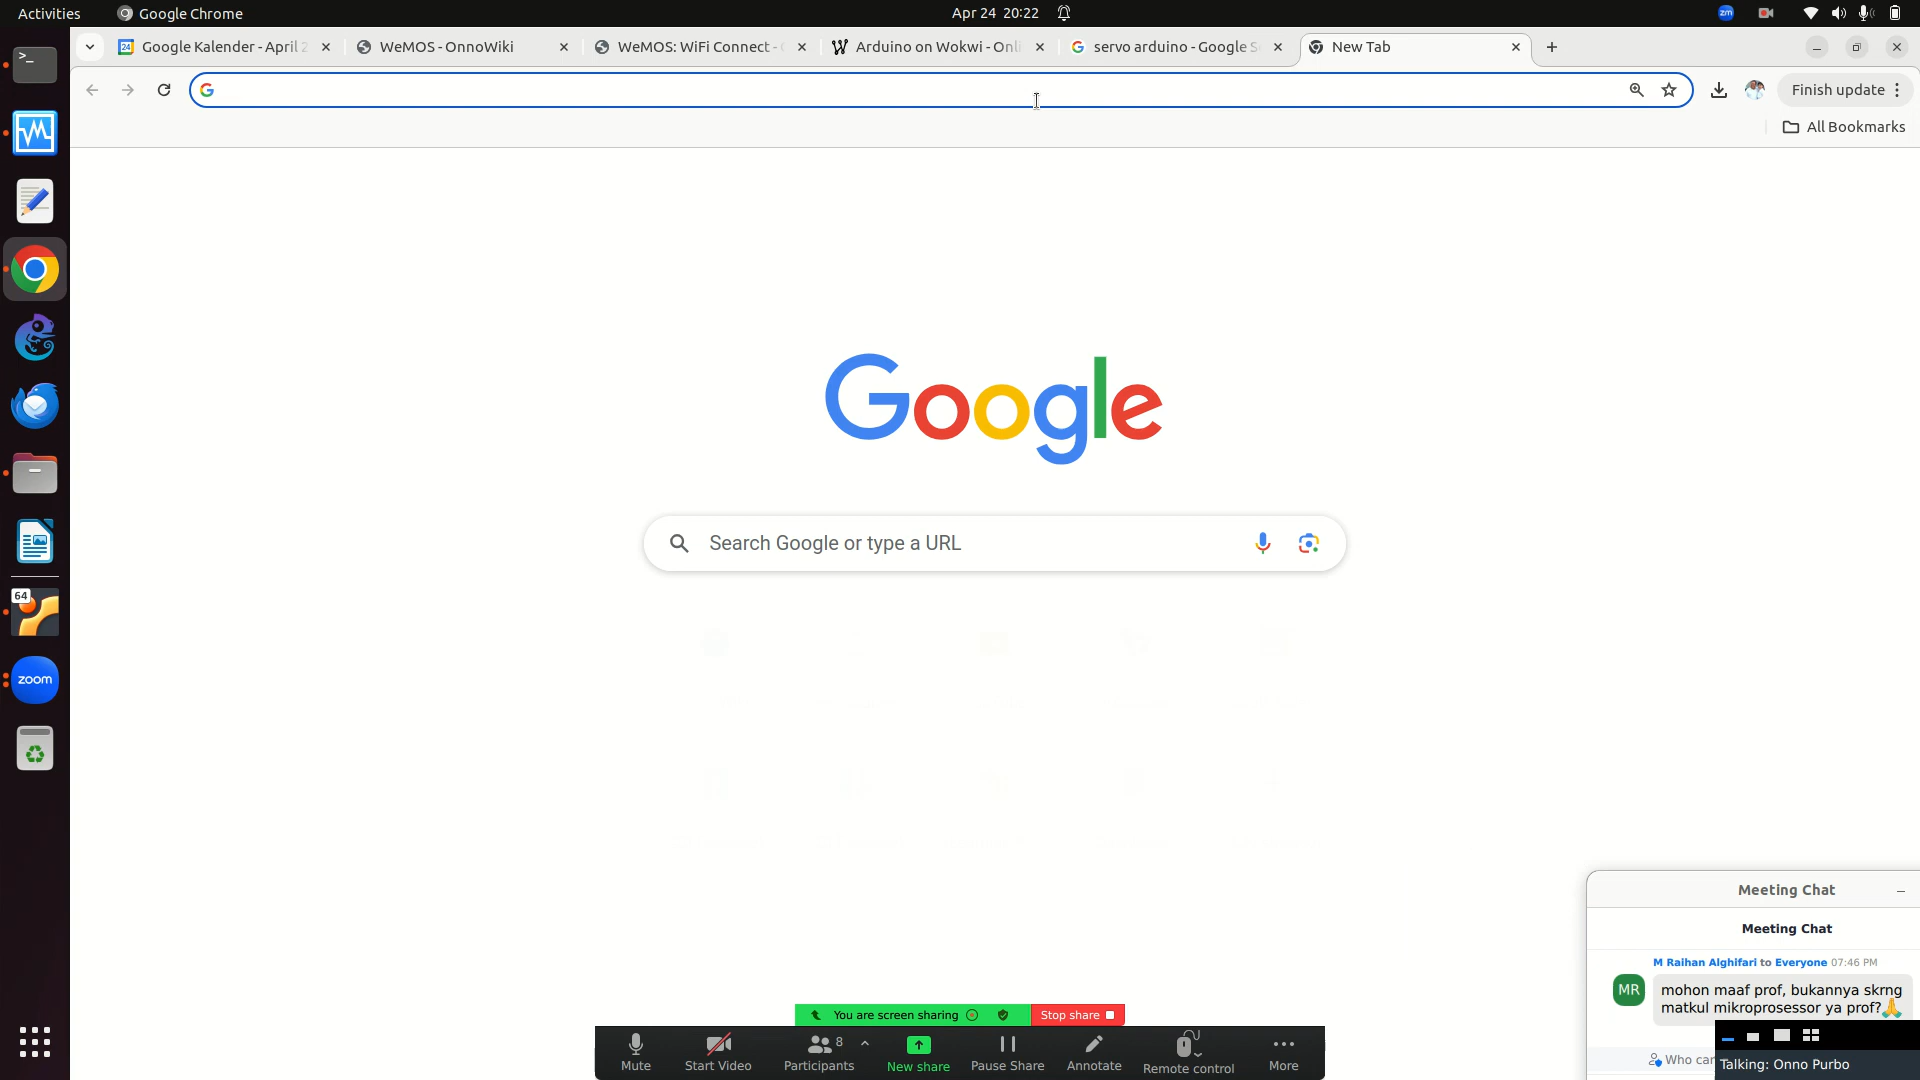 Activities
Google Chrome
Apr 24 20:22
zm
Google Kalender - April 2
WeMOS - OnnoWiki
WeMOS: WiFi Connect -
Arduino on Wokwi - Onli
servo arduino - Google S
New Tab
Finish update
All Bookmarks
Google
Search Google or type a URL
64
zoom
Meeting Chat
Meeting Chat
M Raihan Alghifari to Everyone 07:46 PM
MR
mohon maaf prof, bukannya skrng
matkul mikroprosessor ya prof?🙏
Who can
Talking: Onno Purbo
You are screen sharing
Stop share
Mute
Start Video
Participants
8
New share
Pause Share
Annotate
Remote control
More